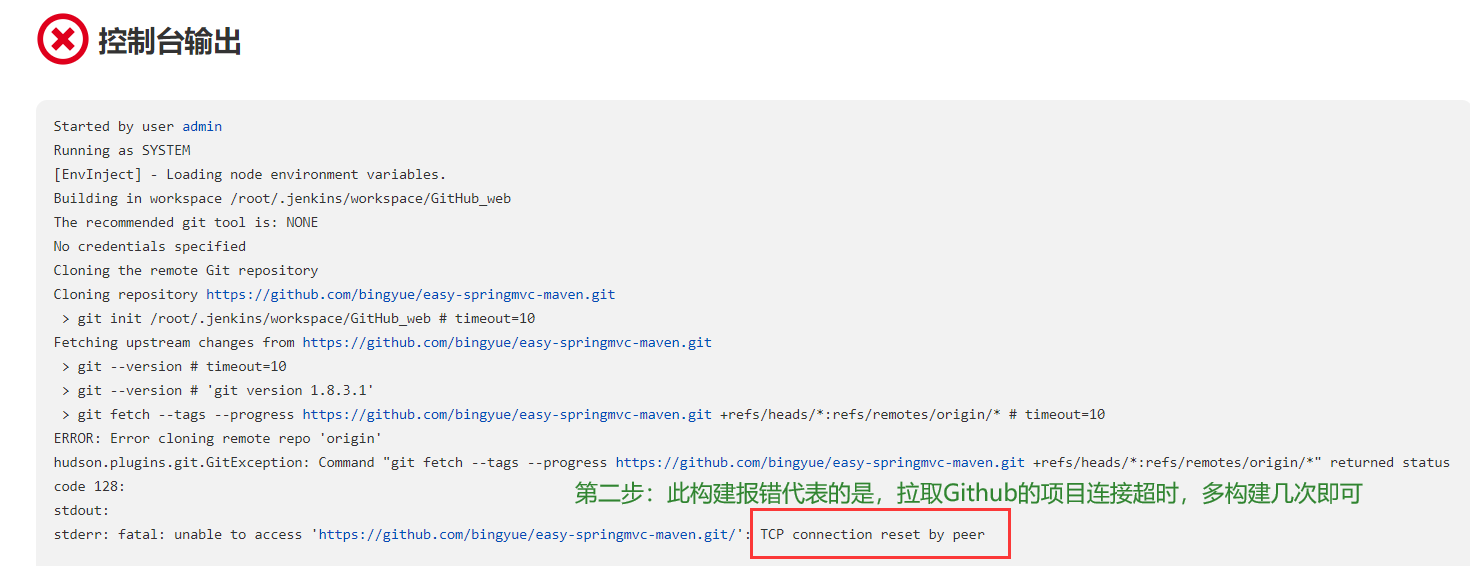 控制台输出
Started by user admin
Running as SYSTEM
[EnvInject] - Loading node environment variables.
Building in workspace /root/.jenkins/workspace/GitHub_web
The recommended git tool is: NONE
No credentials specified
Cloning the remote Git repository
Cloning repository https://github.com/bingyue/easy-springmvc-maven.git
 > git init /root/.jenkins/workspace/GitHub_web # timeout=10
Fetching upstream changes from https://github.com/bingyue/easy-springmvc-maven.git
 > git --version # timeout=10
 > git --version # 'git version 1.8.3.1'
 > git fetch --tags --progress https://github.com/bingyue/easy-springmvc-maven.git +refs/heads/*:refs/remotes/origin/* # timeout=10
ERROR: Error cloning remote repo 'origin'
hudson.plugins.git.GitException: Command "git fetch --tags --progress https://github.com/bingyue/easy-springmvc-maven.git +refs/heads/*:refs/remotes/origin/*" returned status
code 128:
第二步：此构建报错代表的是，拉取Github的项目连接超时，多构建几次即可
stdout:
stderr: fatal: unable to access 'https://github.com/bingyue/easy-springmvc-maven.git/': TCP connection reset by peer